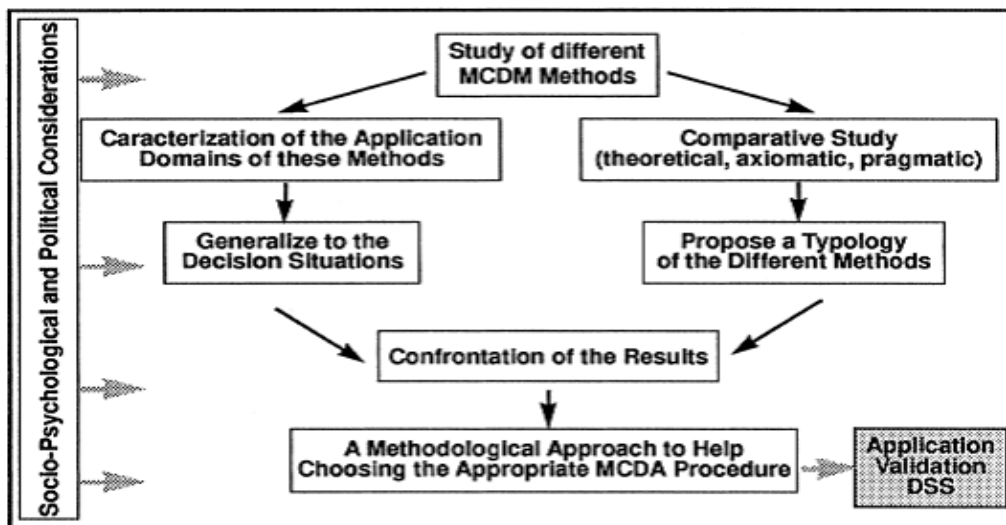 Socio-Psychological and Political Considerations
Study of different
MCDM Methods
Caracterization of the Application
Domains of these Methods
Comparative Study
(theoretical, axiomatic, pragmatic)
Generalize to the
Decision Situations
Propose a Typology
of the Different Methods
Confrontation of the Results
A Methodological Approach to Help
Choosing the Appropriate MCDA Procedure
Application
Validation
DSS